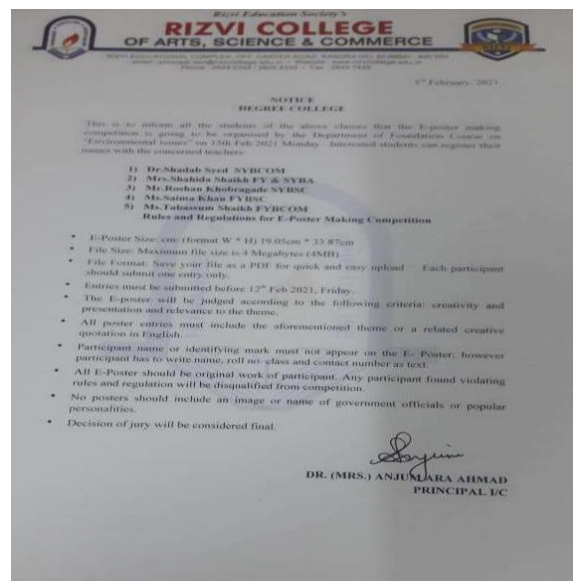 Rizvi Education Society's
RIZVI COLLEGE
OF ARTS, SCIENCE & COMMERCE
RIZVI EDUCATIONAL COMPLEX, OFF. CARTER ROAD, BANDRA (W), MUMBAI
February, 2021
NOTICE
DEGREE COLLEGE
This is to inform all the students of the above classes that the E-poster making
competition is going to be organised by the Department of Foundation Course on
"Environmental issues" on 15th Feb 2021 Monday. Interested students can register their
issues with the concerned teachers.
1) Dr.Shadab Syed SYBCOM
2) Mrs.Shahida Shaikh FY & SYBA
3) Mr.Roshan Khobragade SYBSC
4) Ms.Saima Khan FYBSC
5) Ms.Tabassum Shaikh FYBCOM
Rules and Regulations for E-Poster Making Competition
• E-Poster Size: cm: (format W * H) 19.05cm * 33.87cm
• File Size: Maximum file size is 4 Megabytes (4MB)
• File Format: Save your file as a PDF for quick and easy upload Each participant
should submit one entry only.
• Entries must be submitted before 12th Feb 2021, Friday.
• The E-poster will be judged according to the following criteria: creativity and
presentation and relevance to the theme.
• All poster entries must include the aforementioned theme or a related creative
quotation in English.
• Participant name or identifying mark must not appear on the E- Poster; however
participant has to write name, roll no. class and contact number as text.
• All E-Poster should be original work of participant. Any participant found violating
rules and regulation will be disqualified from competition.
• No posters should include an image or name of government officials or popular
personalities.
• Decision of jury will be considered final.
DR. (MRS.) ANJUM ARA AHMAD
PRINCIPAL I/C